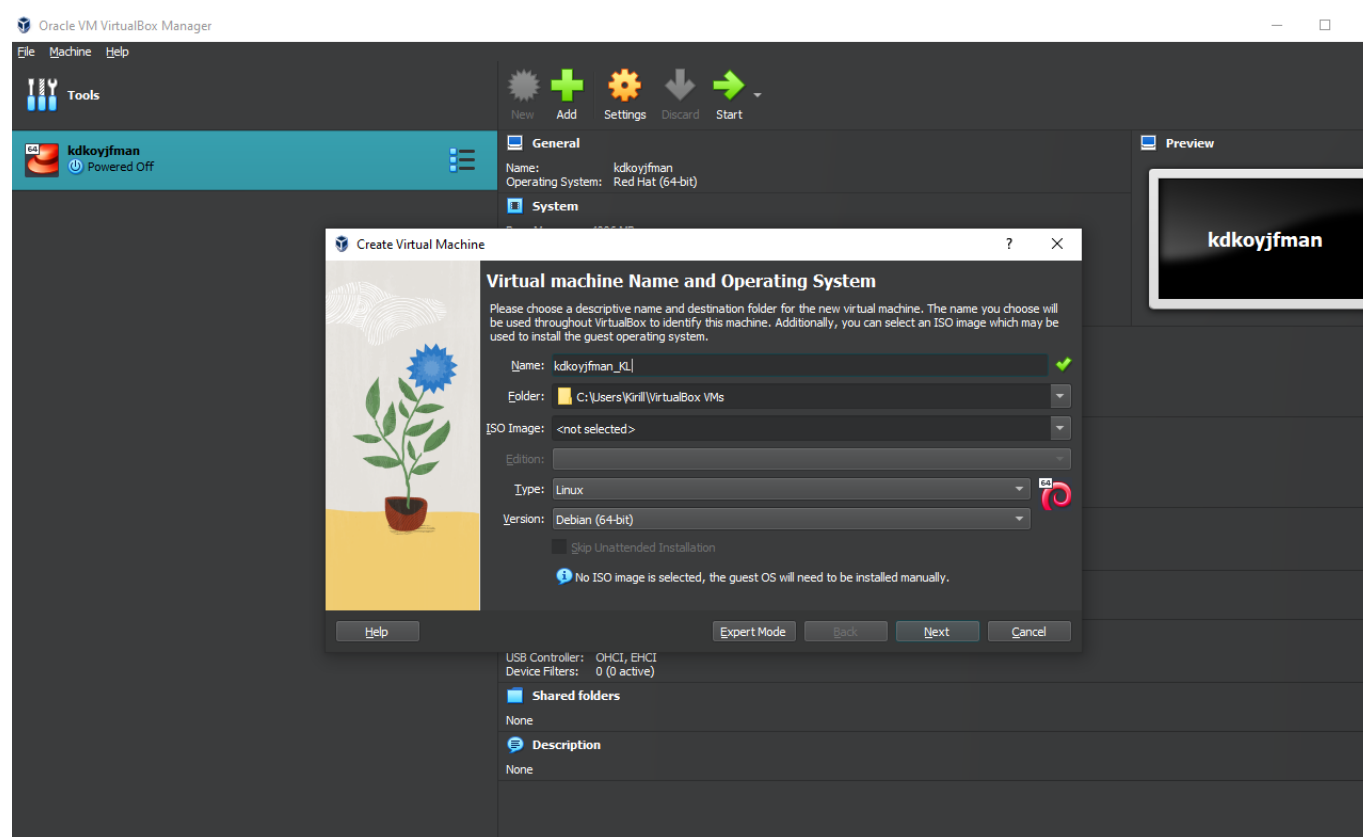 Oracle VM VirtualBox Manager
File Machine Help
Tools
New Add Settings Discard Start
64 kdkoyjfman
Powered Off
General
Name: kdkoyjfman
Operating System: Red Hat (64-bit)
System
Preview
kdkoyjfman
Create Virtual Machine ?
Virtual machine Name and Operating System
Please choose a descriptive name and destination folder for the new virtual machine. The name you choose will
be used throughout VirtualBox to identify this machine. Additionally, you can select an ISO image which may be
used to install the guest operating system.
Name: kdkoyjfman_KL
Folder: C:\Users\Kirill\VirtualBox VMs
ISO Image: <not selected>
Edition:
Type: Linux
64
Version: Debian (64-bit)
Skip Unattended Installation
No ISO image is selected, the guest OS will need to be installed manually.
Help Expert Mode Back Next Cancel
USB Controller: OHCI, EHCI
Device Filters: 0 (0 active)
Shared folders
None
Description
None